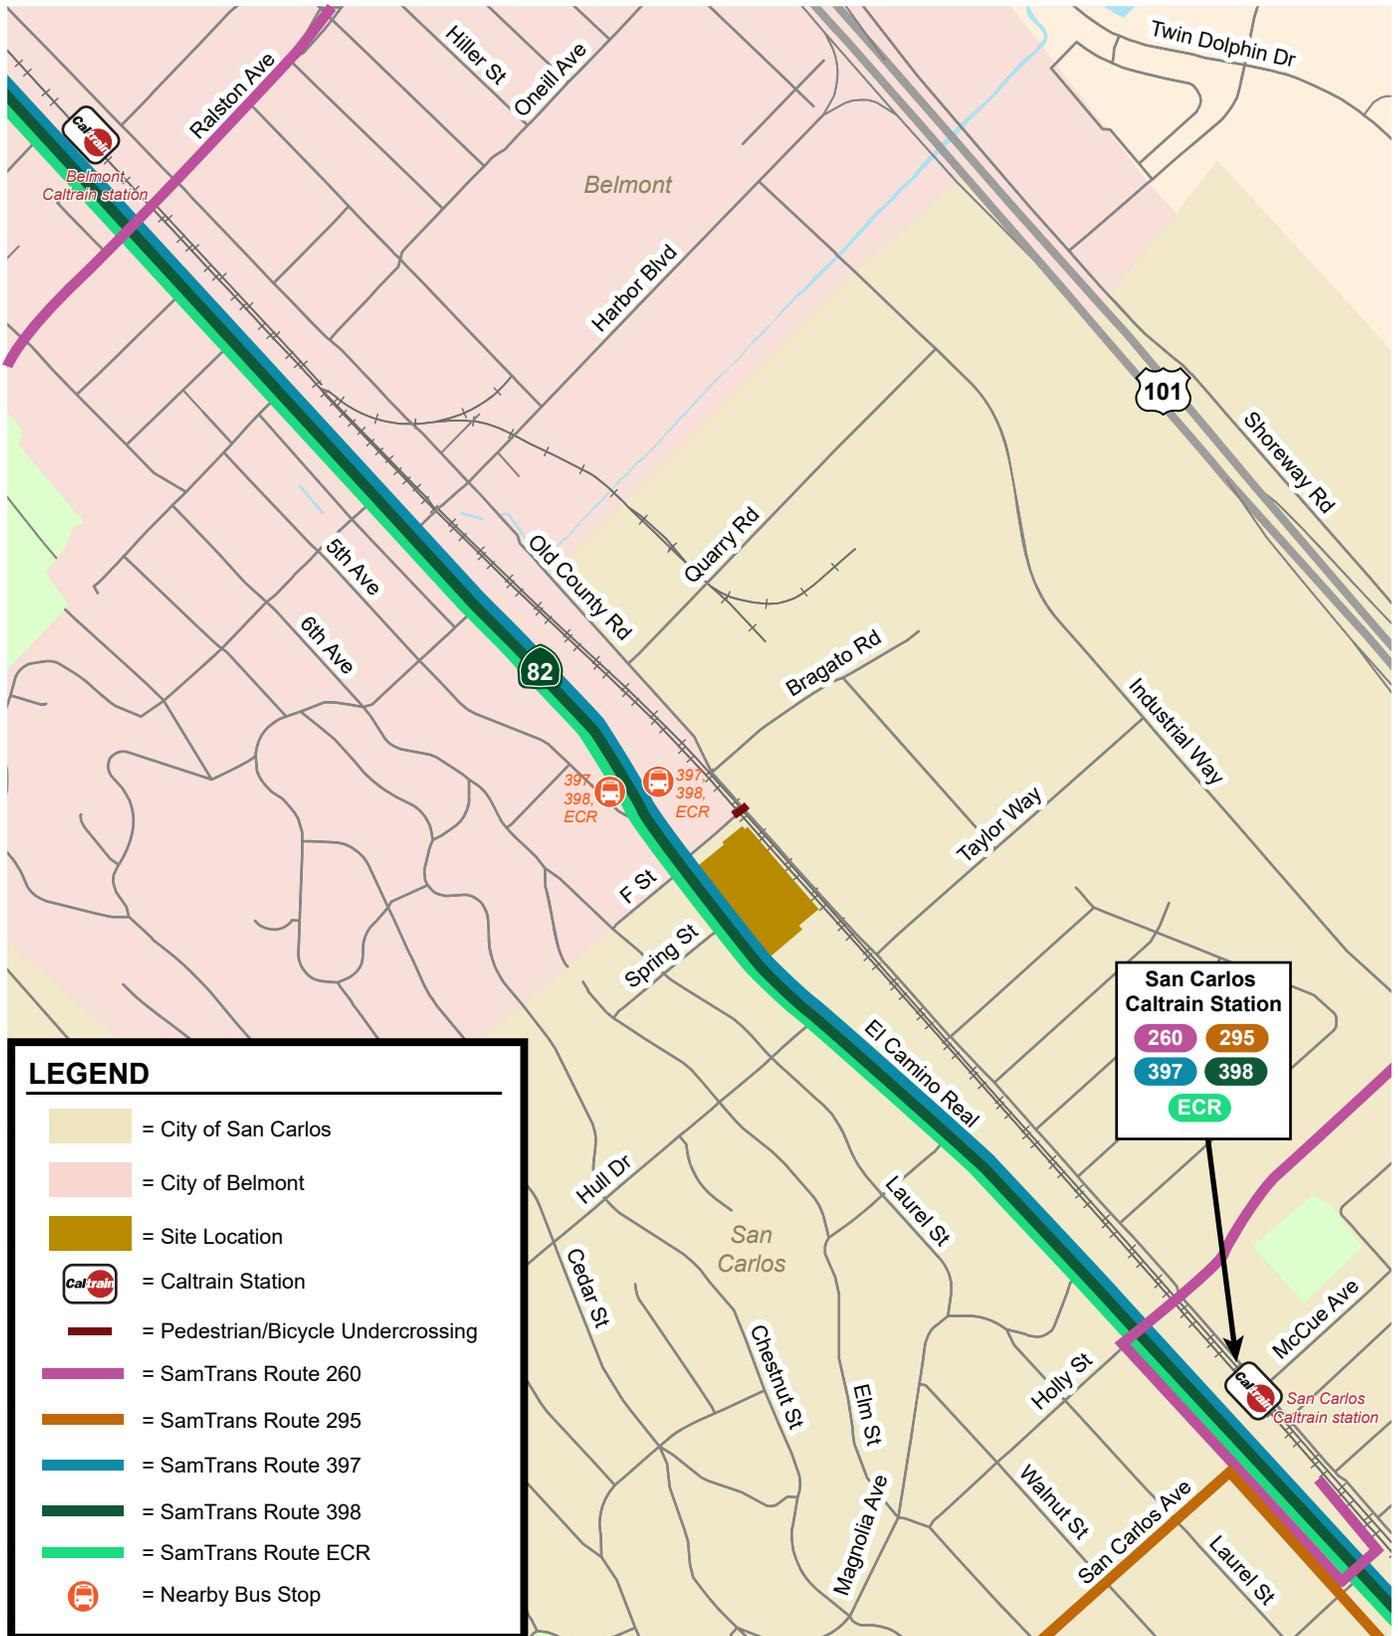 Twin Dolphin Dr
Hiller St
Oneill Ave
Ralston Ave
Caltrain
Belmont
Caltrain station
Belmont
Harbor Blvd
101
Shoreway Rd
Quarry Rd
Old County Rd
5th Ave
6th Ave
82
Bragato Rd
Industrial Way
397,
398,
ECR
397,
398,
ECR
Taylor Way
F St
Spring St
El Camino Real
San Carlos
Caltrain Station
260
295
397
398
ECR
Hull Dr
Laurel St
San
Carlos
Cedar St
Chestnut St
Elm St
Magnolia Ave
Holly St
McCue Ave
Caltrain
San Carlos
Caltrain station
Walnut St
San Carlos Ave
Laurel St
LEGEND
= City of San Carlos
= City of Belmont
= Site Location
Caltrain
= Caltrain Station
= Pedestrian/Bicycle Undercrossing
= SamTrans Route 260
= SamTrans Route 295
= SamTrans Route 397
= SamTrans Route 398
= SamTrans Route ECR
= Nearby Bus Stop